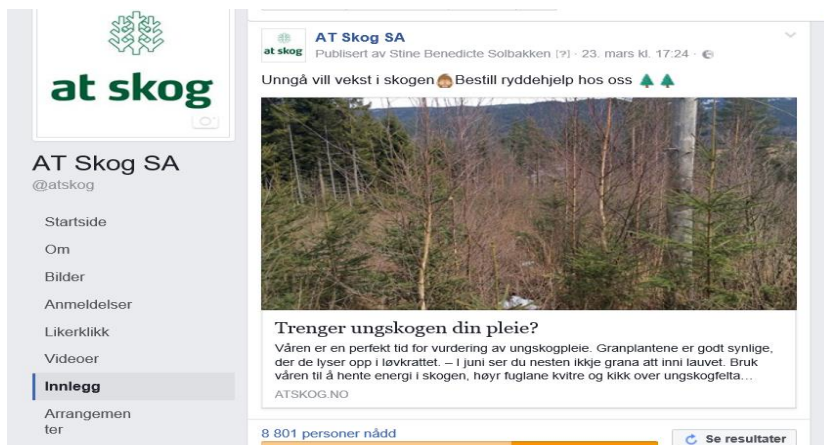 at skog
AT Skog SA
@atskog
Startside
Om
Bilder
Anmeldelser
Likerklikk
Videoer
Innlegg
Arrangemen
ter
at skog
AT Skog SA
Publisert av Stine Benedicte Solbakken [?] · 23. mars kl. 17:24 ·
Unngå vill vekst i skogen Bestill ryddehjelp hos oss
Trenger ungskogen din pleie?
Våren er en perfekt tid for vurdering av ungskogpleie. Granplantene er godt synlige,
der de lyser opp i løvkrattet. – I juni ser du nesten ikkje grana att inni lauvet. Bruk
våren til å hente energi i skogen, høyr fuglane kvitre og kikk over ungskogfelta…
ATSKOG.NO
8 801 personer nådd
Se resultater